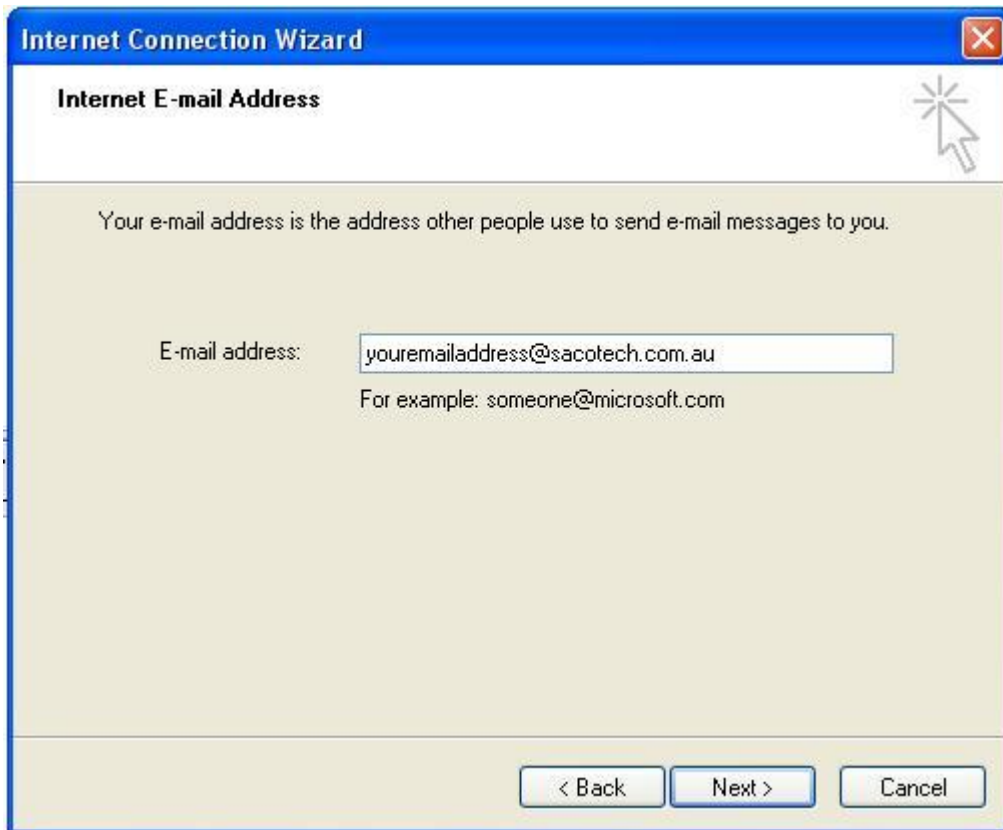 Internet Connection Wizard
Internet E-mail Address
Your e-mail address is the address other people use to send e-mail messages to you.
E-mail address: youremailaddress@sacotech.com.au
For example: someone@microsoft.com
< Back Next > Cancel